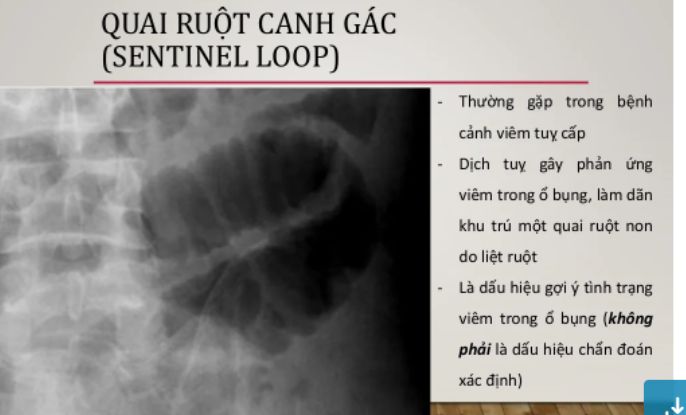 QUAI RUỘT CANH GÁC
(SENTINEL LOOP)
- Thường gặp trong bệnh
cảnh viêm tuỵ cấp
- Dịch tuỵ gây phản ứng
viêm trong ổ bụng, làm dãn
khu trú một quai ruột non
do liệt ruột
- Là dấu hiệu gợi ý tình trạng
viêm trong ổ bụng (không
phải là dấu hiệu chẩn đoán
xác định)